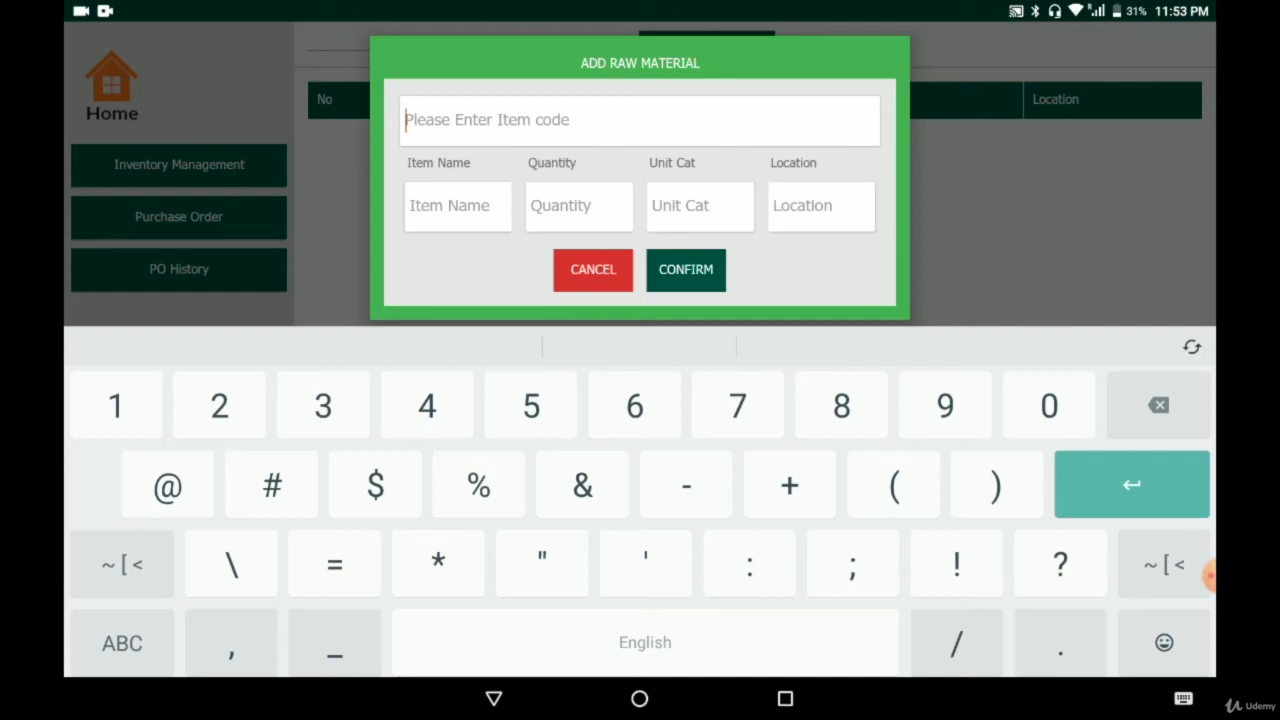 31% 11:53 PM
Home
Inventory Management
Purchase Order
PO History
No
Location
ADD RAW MATERIAL
Please Enter Item code
Item Name Quantity Unit Cat Location
Item Name Quantity Unit Cat Location
CANCEL CONFIRM
1 2 3 4 5 6 7 8 9 0
@ # $ % & - + ( )
~ [ < \ = * " ' : ; ! ? ~ [ <
ABC , _ English / .
Udemy